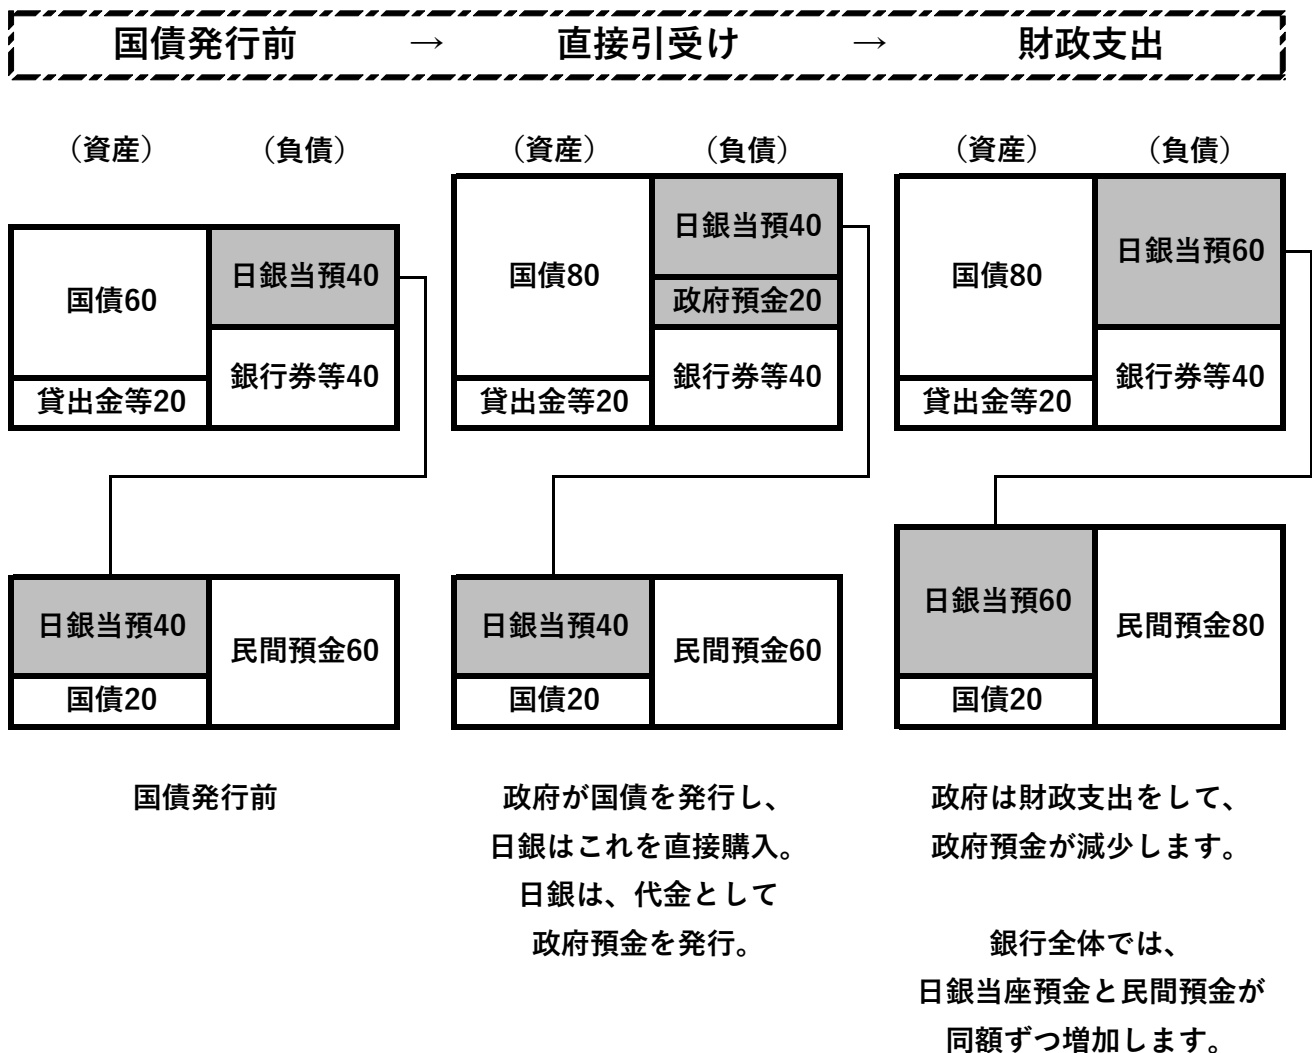 国債発行前 → 直接引受け → 財政支出
（資産） （負債） （資産） （負債） （資産） （負債）
国債60
日銀当預40
銀行券等40
貸出金等20
国債80
日銀当預40
政府預金20
銀行券等40
貸出金等20
国債80
日銀当預60
銀行券等40
貸出金等20
日銀当預40
国債20
民間預金60
日銀当預40
国債20
民間預金60
日銀当預60
国債20
民間預金80
国債発行前
政府が国債を発行し、
日銀はこれを直接購入。
日銀は、代金として
政府預金を発行。
政府は財政支出をして、
政府預金が減少します。
銀行全体では、
日銀当座預金と民間預金が
同額ずつ増加します。